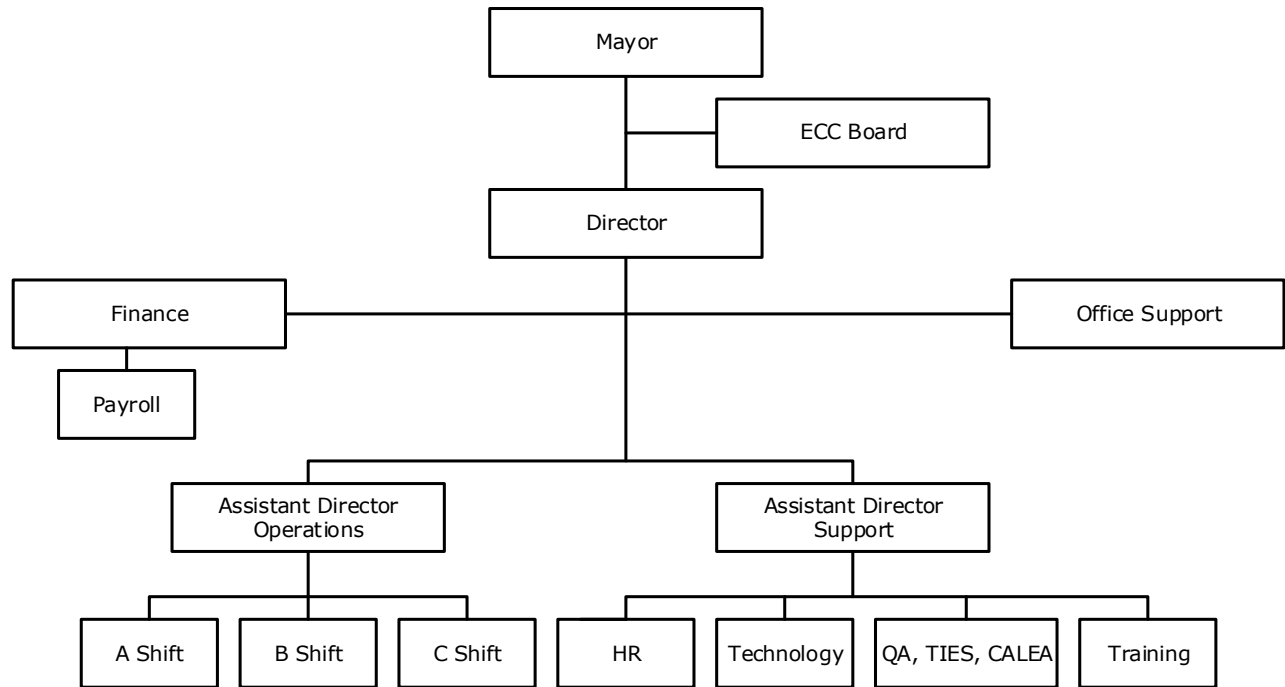 Mayor
ECC Board
Director
Finance
Office Support
Payroll
Assistant Director
Operations
Assistant Director
Support
A Shift
B Shift
C Shift
HR
Technology
QA, TIES, CALEA
Training